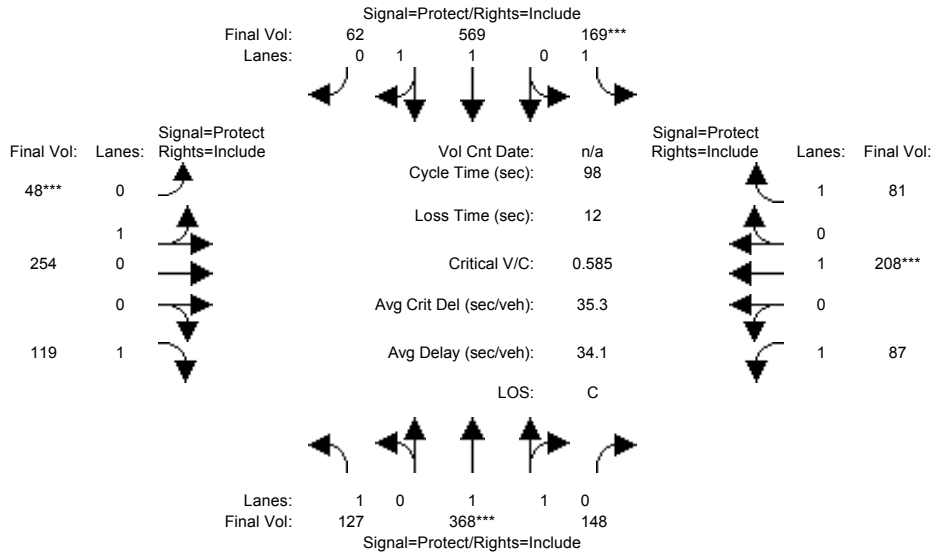 Signal=Protect/Rights=Include
Final Vol: 62 569 169***
Lanes: 0 1 1 0 1
Signal=Protect Signal=Protect
Final Vol: Lanes: Rights=Include Vol Cnt Date: n/a Rights=Include Lanes: Final Vol:
Cycle Time (sec): 98
48*** 0 1 81
Loss Time (sec): 12
1 0
254 0 Critical V/C: 0.585 1 208***
0 Avg Crit Del (sec/veh): 35.3 0
119 1 Avg Delay (sec/veh): 34.1 1 87
LOS: C
Lanes: 1 0 1 1 0
Final Vol: 127 368*** 148
Signal=Protect/Rights=Include